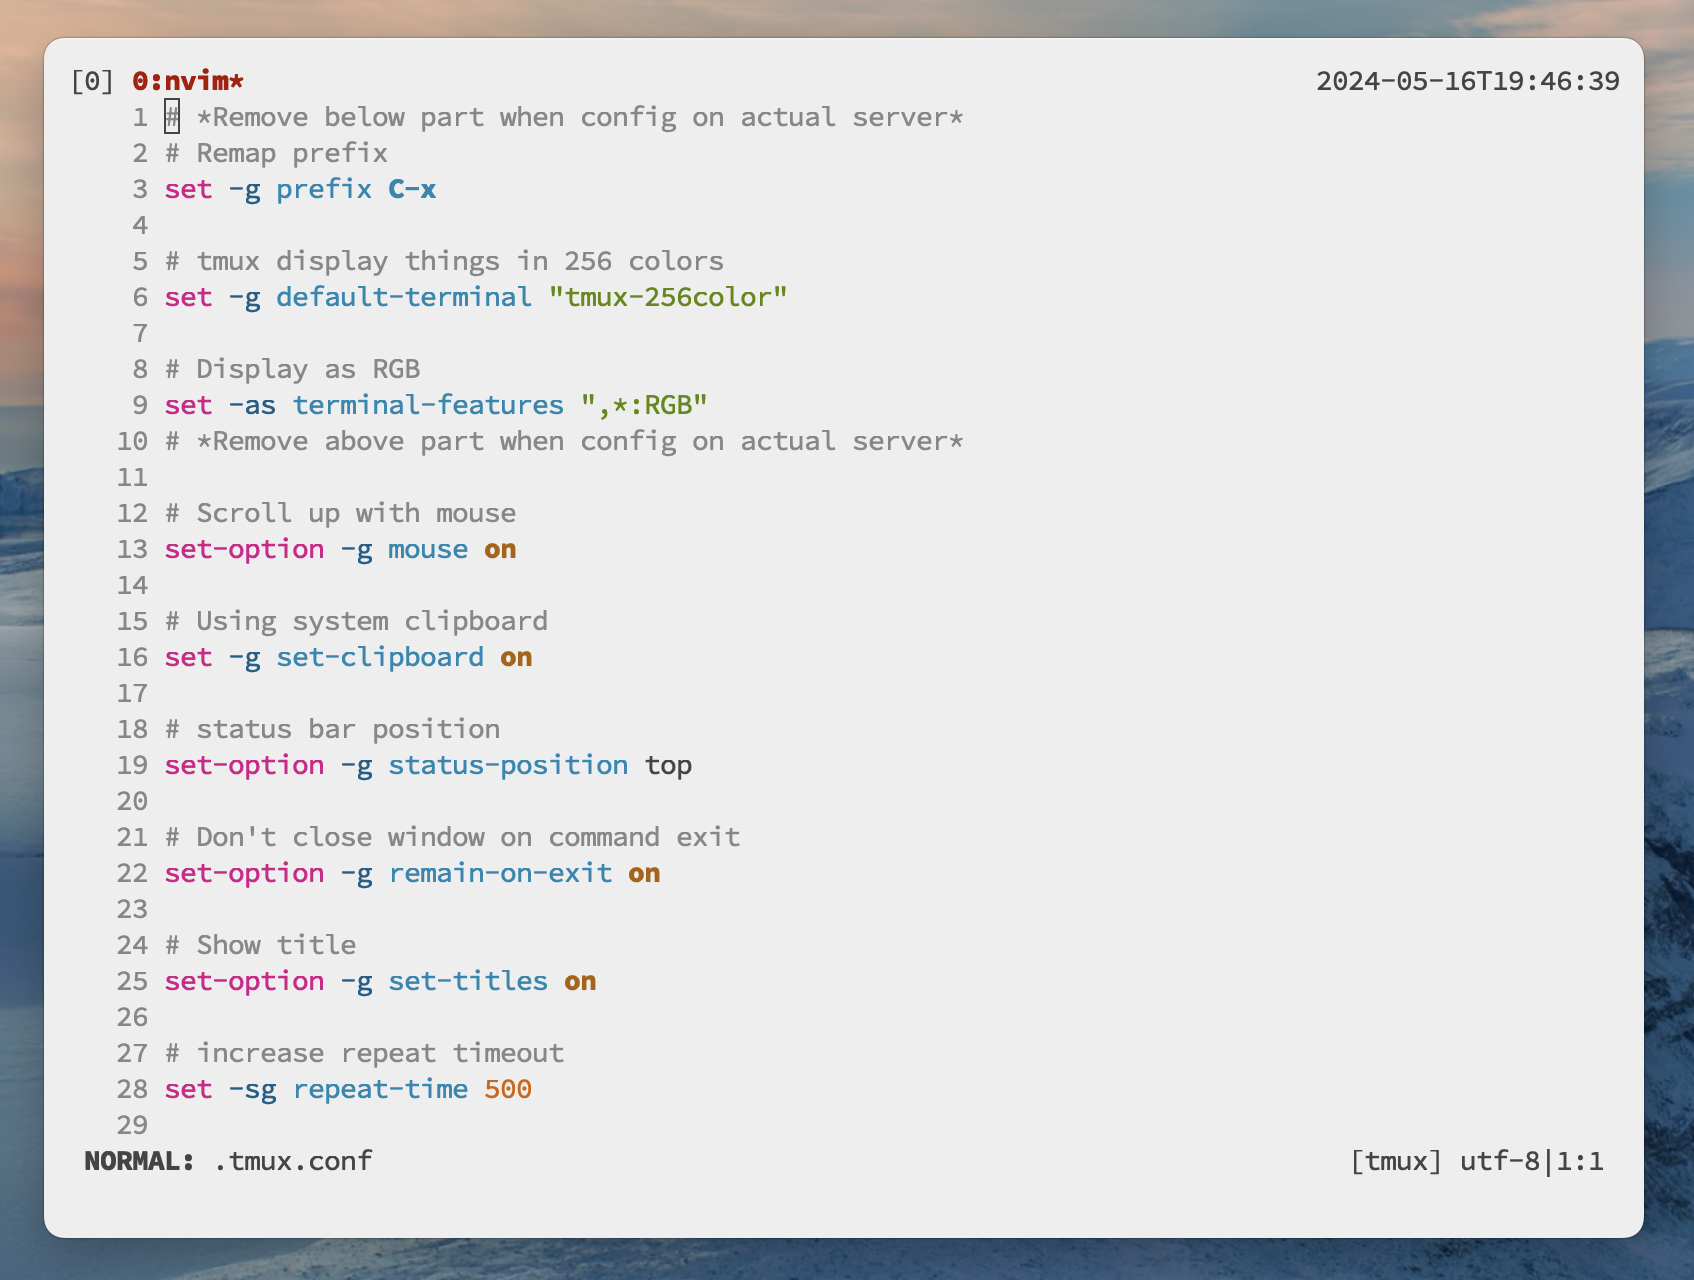 [0] 0:nvim* 2024-05-16T19:46:39
1 # *Remove below part when config on actual server*
2 # Remap prefix
3 set -g prefix C-x
4
5 # tmux display things in 256 colors
6 set -g default-terminal "tmux-256color"
7
8 # Display as RGB
9 set -as terminal-features ",*:RGB"
10 # *Remove above part when config on actual server*
11
12 # Scroll up with mouse
13 set-option -g mouse on
14
15 # Using system clipboard
16 set -g set-clipboard on
17
18 # status bar position
19 set-option -g status-position top
20
21 # Don't close window on command exit
22 set-option -g remain-on-exit on
23
24 # Show title
25 set-option -g set-titles on
26
27 # increase repeat timeout
28 set -sg repeat-time 500
29
NORMAL: .tmux.conf [tmux] utf-8|1:1